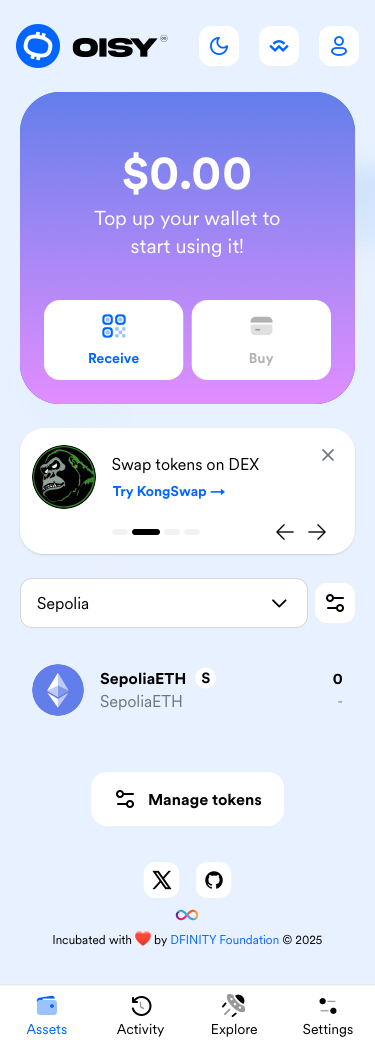 OISY
$0.00
Top up your wallet to
start using it!
Receive
Buy
Swap tokens on DEX
Try KongSwap →
Sepolia
SepoliaETH S 0
SepoliaETH -
Manage tokens
Incubated with ❤️ by DFINITY Foundation © 2025
Assets
Activity
Explore
Settings